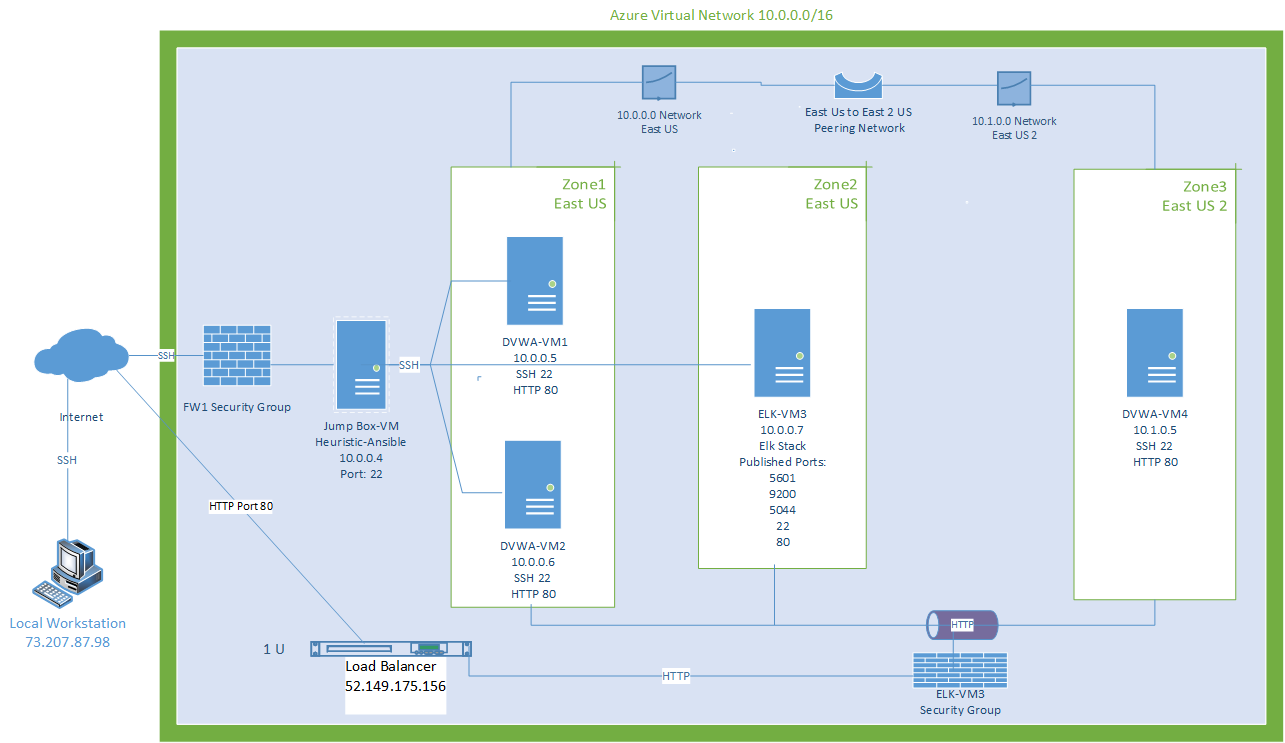 Azure Virtual Network 10.0.0.0/16
10.0.0.0 Network
East US
East Us to East 2 US
Peering Network
10.1.0.0 Network
East US 2
Zone1
East US
Zone2
East US
Zone3
East US 2
DVWA-VM1
10.0.0.5
SSH 22
HTTP 80
SSH
SSH
FW1 Security Group
Internet
SSH
Jump Box-VM
Heuristic-Ansible
10.0.0.4
Port: 22
ELK-VM3
10.0.0.7
Elk Stack
Published Ports:
5601
9200
5044
22
80
DVWA-VM4
10.1.0.5
SSH 22
HTTP 80
HTTP Port 80
DVWA-VM2
10.0.0.6
SSH 22
HTTP 80
Local Workstation
73.207.87.98
1 U
Load Balancer
52.149.175.156
HTTP
HTTP
ELK-VM3
Security Group